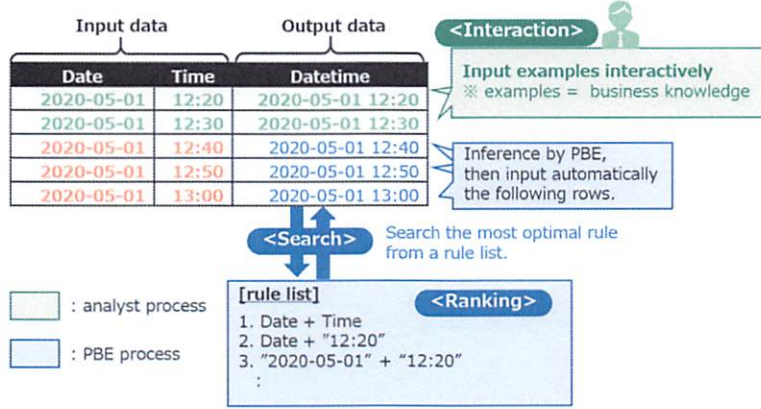 Input data Output data
<Interaction>
Date Time Datetime
2020-05-01 12:20 2020-05-01 12:20
2020-05-01 12:30 2020-05-01 12:30
2020-05-01 12:40 2020-05-01 12:40
2020-05-01 12:50 2020-05-01 12:50
2020-05-01 13:00 2020-05-01 13:00
Input examples interactively
※ examples = business knowledge
Inference by PBE,
then input automatically
the following rows.
<Search>
Search the most optimal rule
from a rule list.
[rule list]
<Ranking>
1. Date + Time
2. Date + "12:20"
3. "2020-05-01" + "12:20"
:
: analyst process
: PBE process